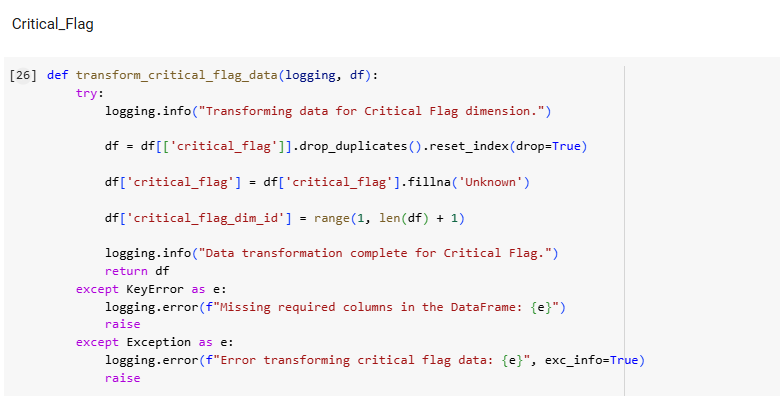 Critical_Flag
[26] def transform_critical_flag_data(logging, df):
    try:
        logging.info("Transforming data for Critical Flag dimension.")
        df = df[['critical_flag']].drop_duplicates().reset_index(drop=True)
        df['critical_flag'] = df['critical_flag'].fillna('Unknown')
        df['critical_flag_dim_id'] = range(1, len(df) + 1)
        logging.info("Data transformation complete for Critical Flag.")
        return df
    except KeyError as e:
        logging.error(f"Missing required columns in the DataFrame: {e}")
        raise
    except Exception as e:
        logging.error(f"Error transforming critical flag data: {e}", exc_info=True)
        raise